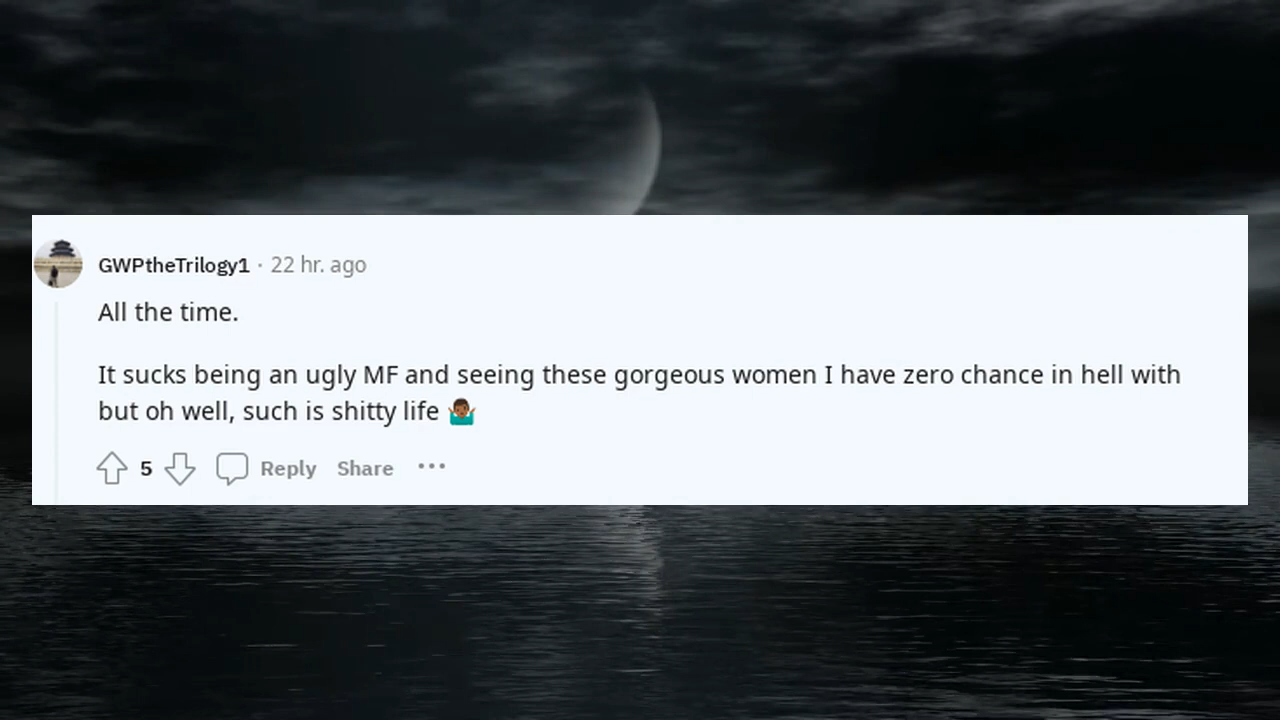 GWPtheTrilogy1 · 22 hr. ago
All the time.
It sucks being an ugly MF and seeing these gorgeous women I have zero chance in hell with
but oh well, such is shitty life 🤷🏾‍♂️
5 Reply Share ···